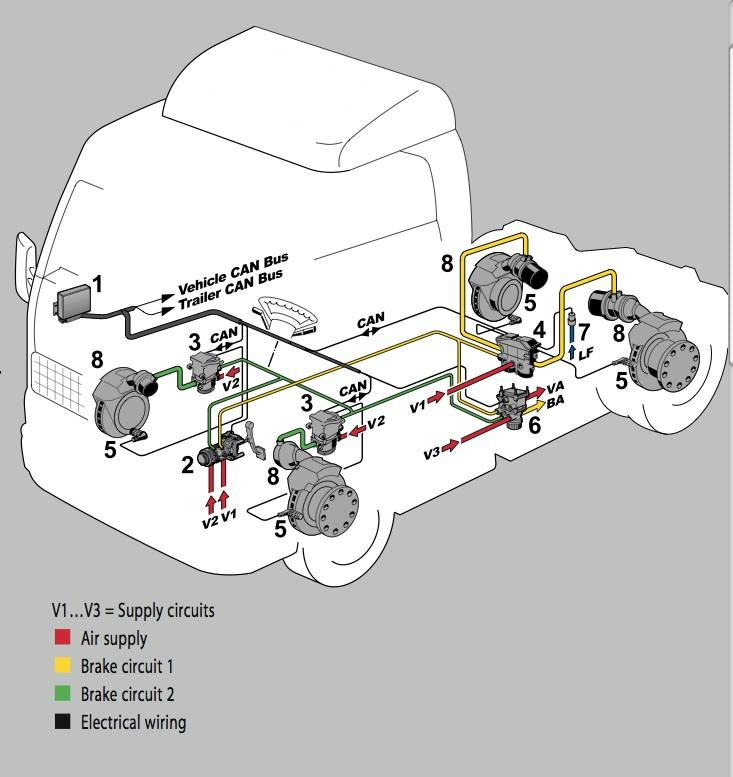 1
Vehicle CAN Bus
Trailer CAN Bus
8
5
4
7
8
CAN
LF
5
3
CAN
V2
8
3
CAN
V2
V1
VA
BA
6
V3
5
2
8
V2
V1
5
V1...V3 = Supply circuits
Air supply
Brake circuit 1
Brake circuit 2
Electrical wiring